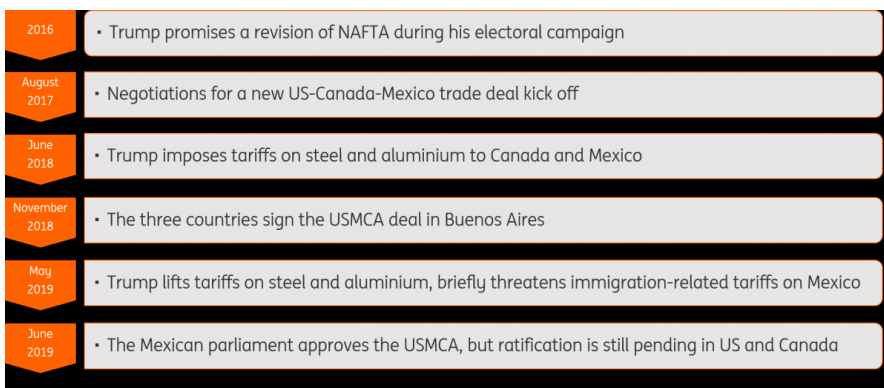 2016
• Trump promises a revision of NAFTA during his electoral campaign
August
2017
• Negotiations for a new US-Canada-Mexico trade deal kick off
June
2018
• Trump imposes tariffs on steel and aluminium to Canada and Mexico
November
2018
• The three countries sign the USMCA deal in Buenos Aires
May
2019
• Trump lifts tariffs on steel and aluminium, briefly threatens immigration-related tariffs on Mexico
June
2019
• The Mexican parliament approves the USMCA, but ratification is still pending in US and Canada